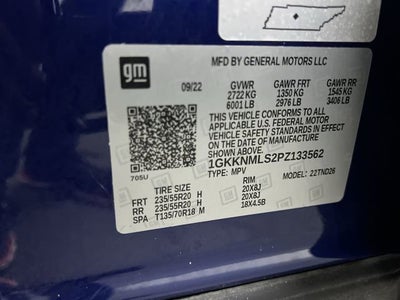 gm
MFD BY GENERAL MOTORS LLC
09/22 GVWR GAWR FRT GAWR RR
2722 KG 1350 KG 1545 KG
6001 LB 2976 LB 3406 LB
THIS VEHICLE CONFORMS TO ALL
APPLICABLE U.S. FEDERAL MOTOR
VEHICLE SAFETY AND THEFT PREVENTION
STANDARDS IN EFFECT ON THE DATE OF
MANUFACTURE SHOWN ABOVE.
1GKKNMLS2PZ133562
705U TYPE: MPV MODEL: 22TND26
TIRE SIZE RIM
FRT 235/55R20 H 20X8J
RR 235/55R20 H 20X8J
SPA T135/70R18 M 18X4.5B